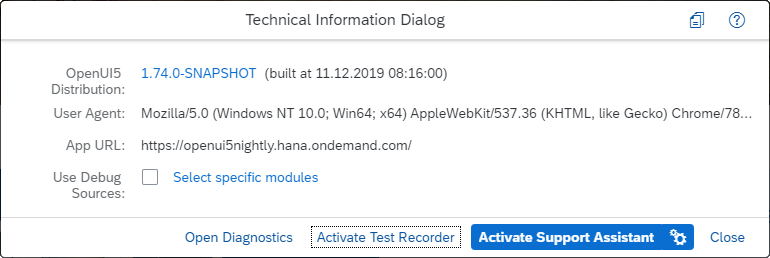 Technical Information Dialog
OpenUI5 Distribution: 1.74.0-SNAPSHOT (built at 11.12.2019 08:16:00)
User Agent: Mozilla/5.0 (Windows NT 10.0; Win64; x64) AppleWebKit/537.36 (KHTML, like Gecko) Chrome/78...
App URL: https://openui5nightly.hana.ondemand.com/
Use Debug Sources: Select specific modules
Open Diagnostics Activate Test Recorder Activate Support Assistant Close